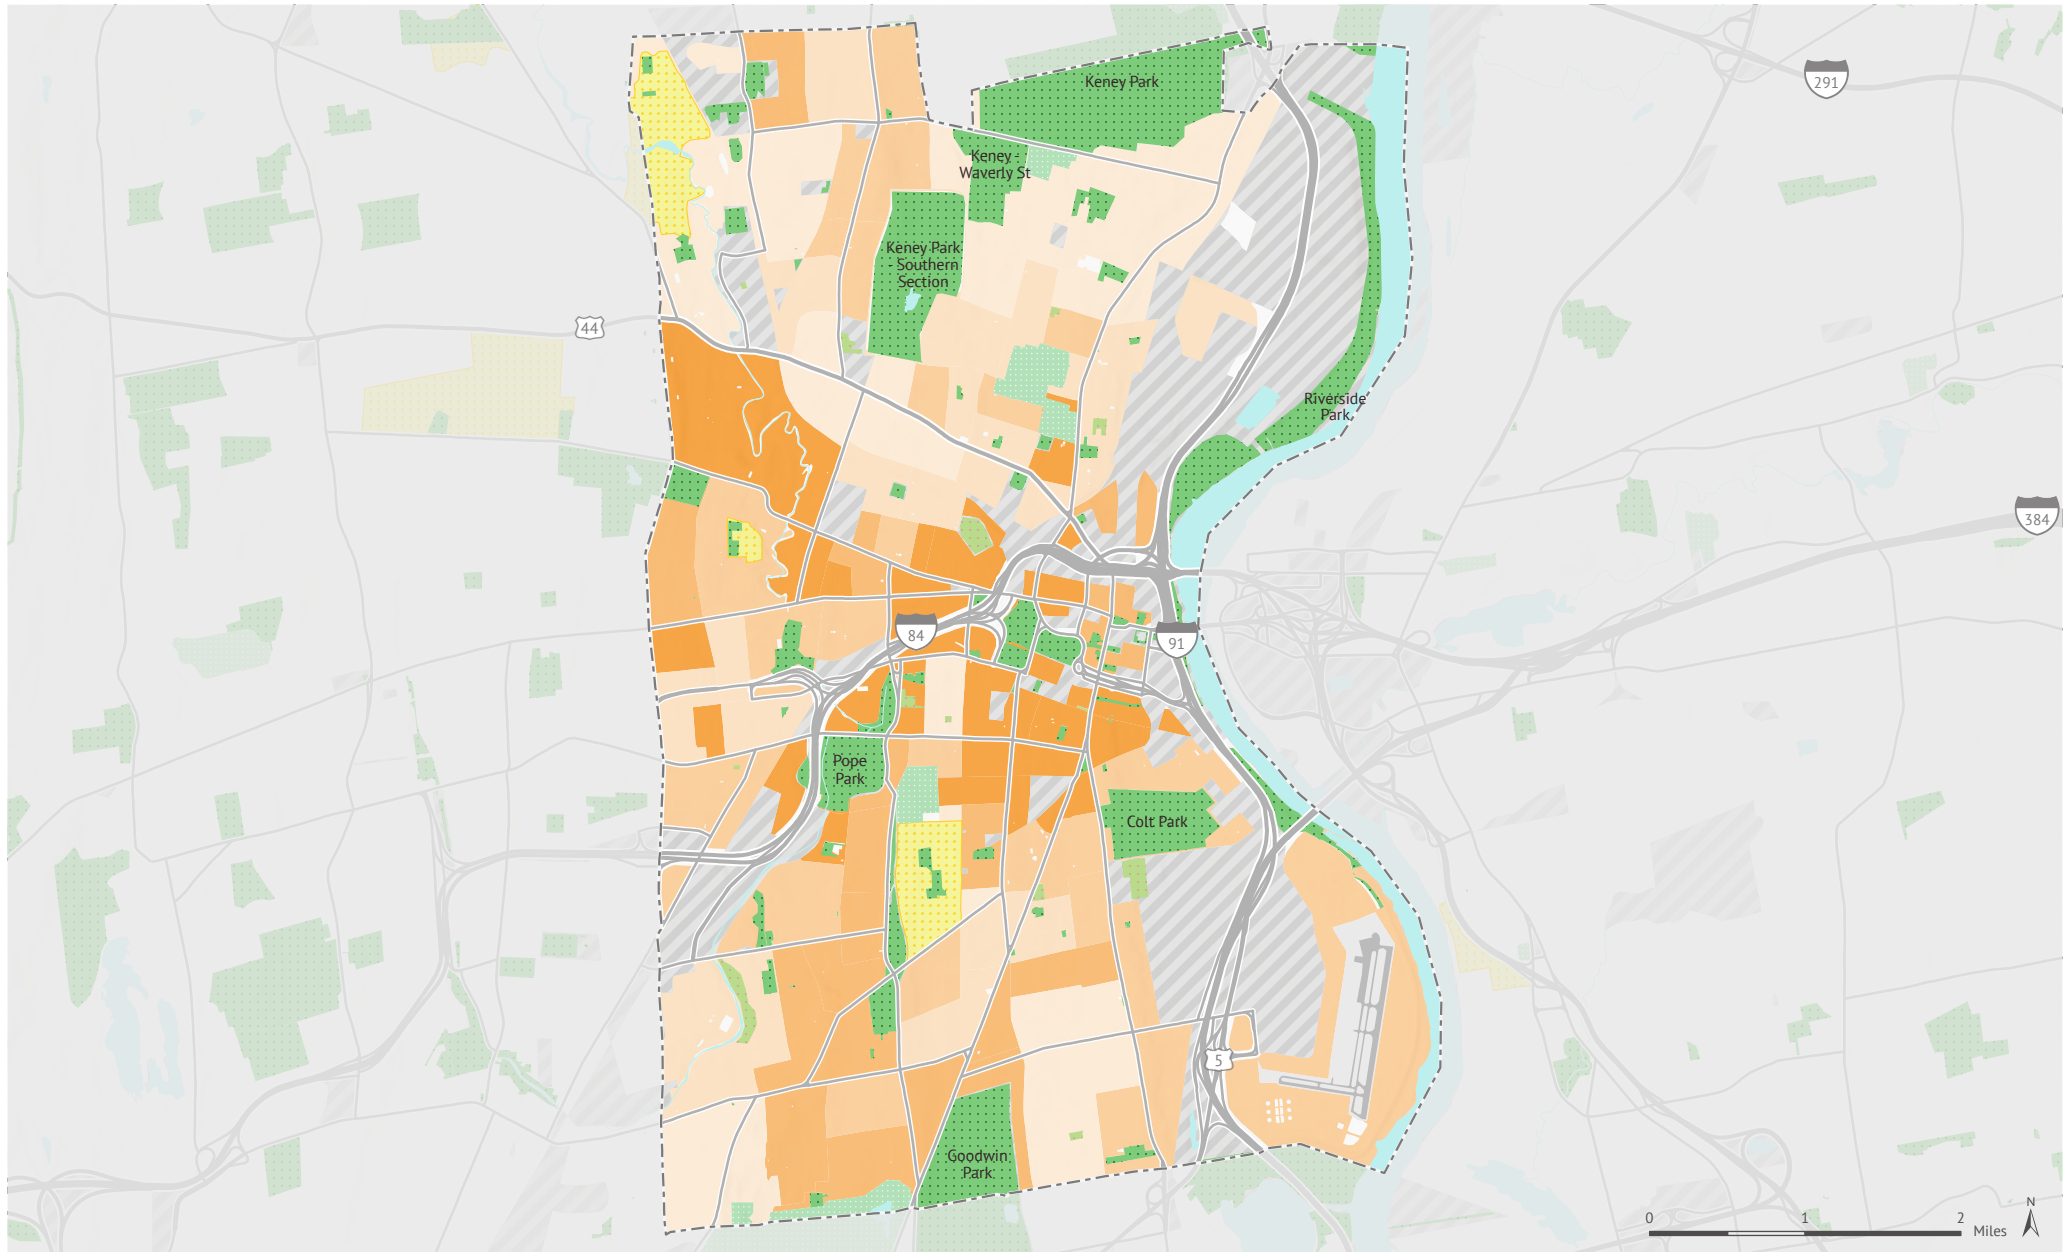 Keney Park
291
Keney -
Waverly St
Keney Park
- Southern
Section
44
Riverside
Park
384
84
91
Pope
Park
Colt Park
5
Goodwin
Park
0 1 2 Miles
N